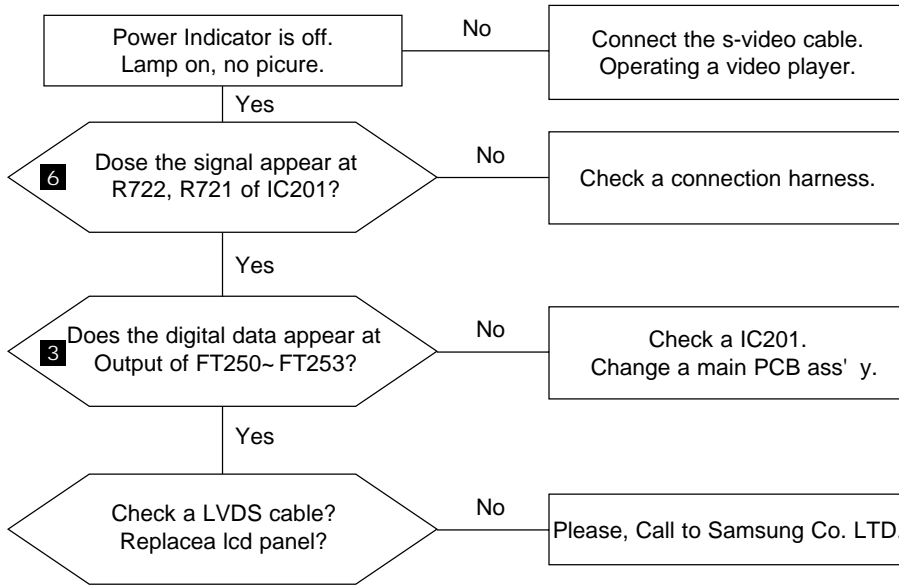 Power Indicator is off.
Lamp on, no picure.
No
Connect the s-video cable.
Operating a video player.
Yes
6
Dose the signal appear at
R722, R721 of IC201?
No
Check a connection harness.
Yes
3
Does the digital data appear at
Output of FT250~ FT253?
No
Check a IC201.
Change a main PCB ass' y.
Yes
Check a LVDS cable?
Replacea lcd panel?
No
Please, Call to Samsung Co. LTD.